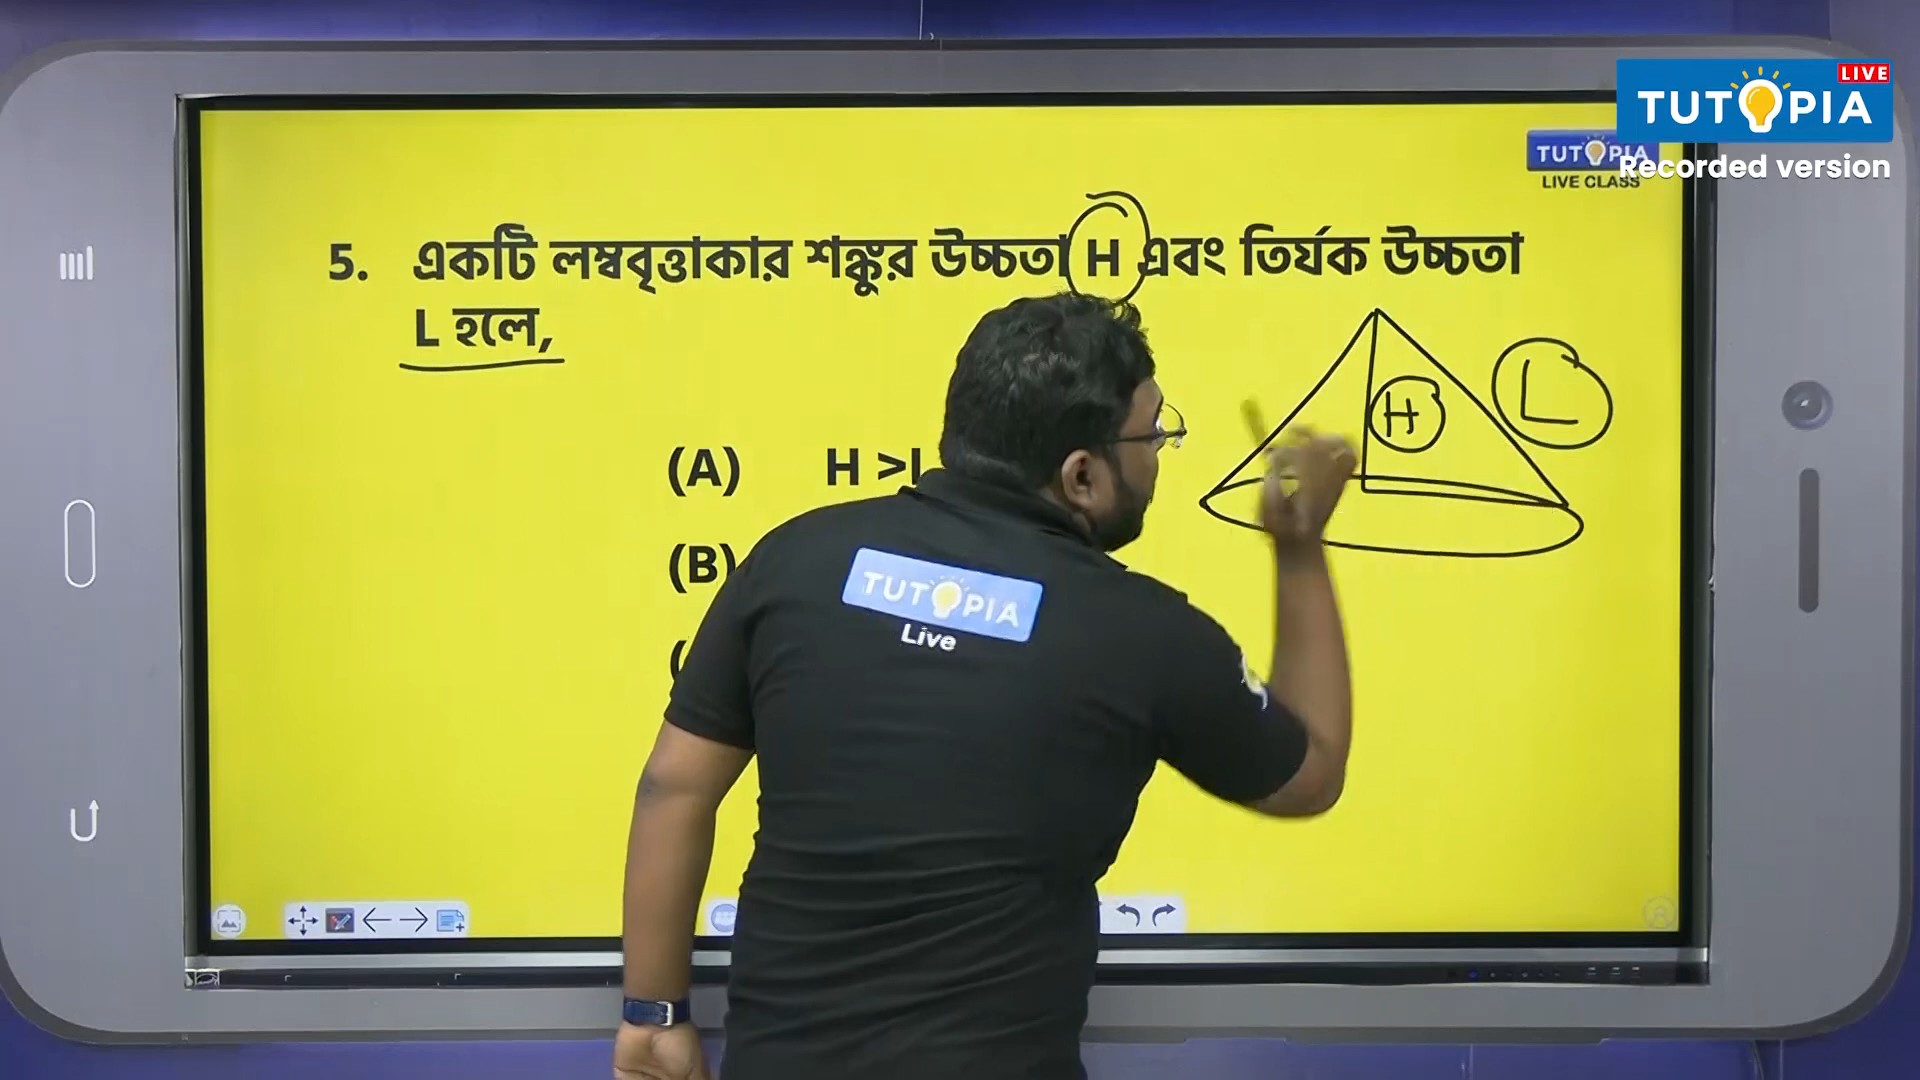 LIVE
TUTOPIA
Recorded version
TUTOPIA
LIVE CLASS
5. একটি লম্ববৃত্তাকার শঙ্কুর উচ্চতা H এবং তির্যক উচ্চতা
L হলে,
H
L
(A) H >
(B)
TUTOPIA
Live